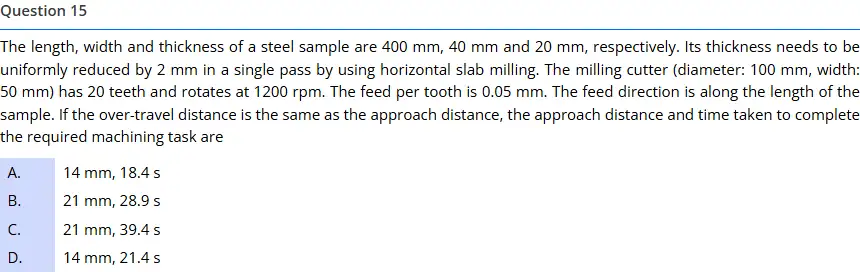 Question 15
The length, width and thickness of a steel sample are 400 mm, 40 mm and 20 mm, respectively. Its thickness needs to be
uniformly reduced by 2 mm in a single pass by using horizontal slab milling. The milling cutter (diameter: 100 mm, width:
50 mm) has 20 teeth and rotates at 1200 rpm. The feed per tooth is 0.05 mm. The feed direction is along the length of the
sample. If the over-travel distance is the same as the approach distance, the approach distance and time taken to complete
the required machining task are
A. 14 mm, 18.4 s
B. 21 mm, 28.9 s
C. 21 mm, 39.4 s
D. 14 mm, 21.4 s